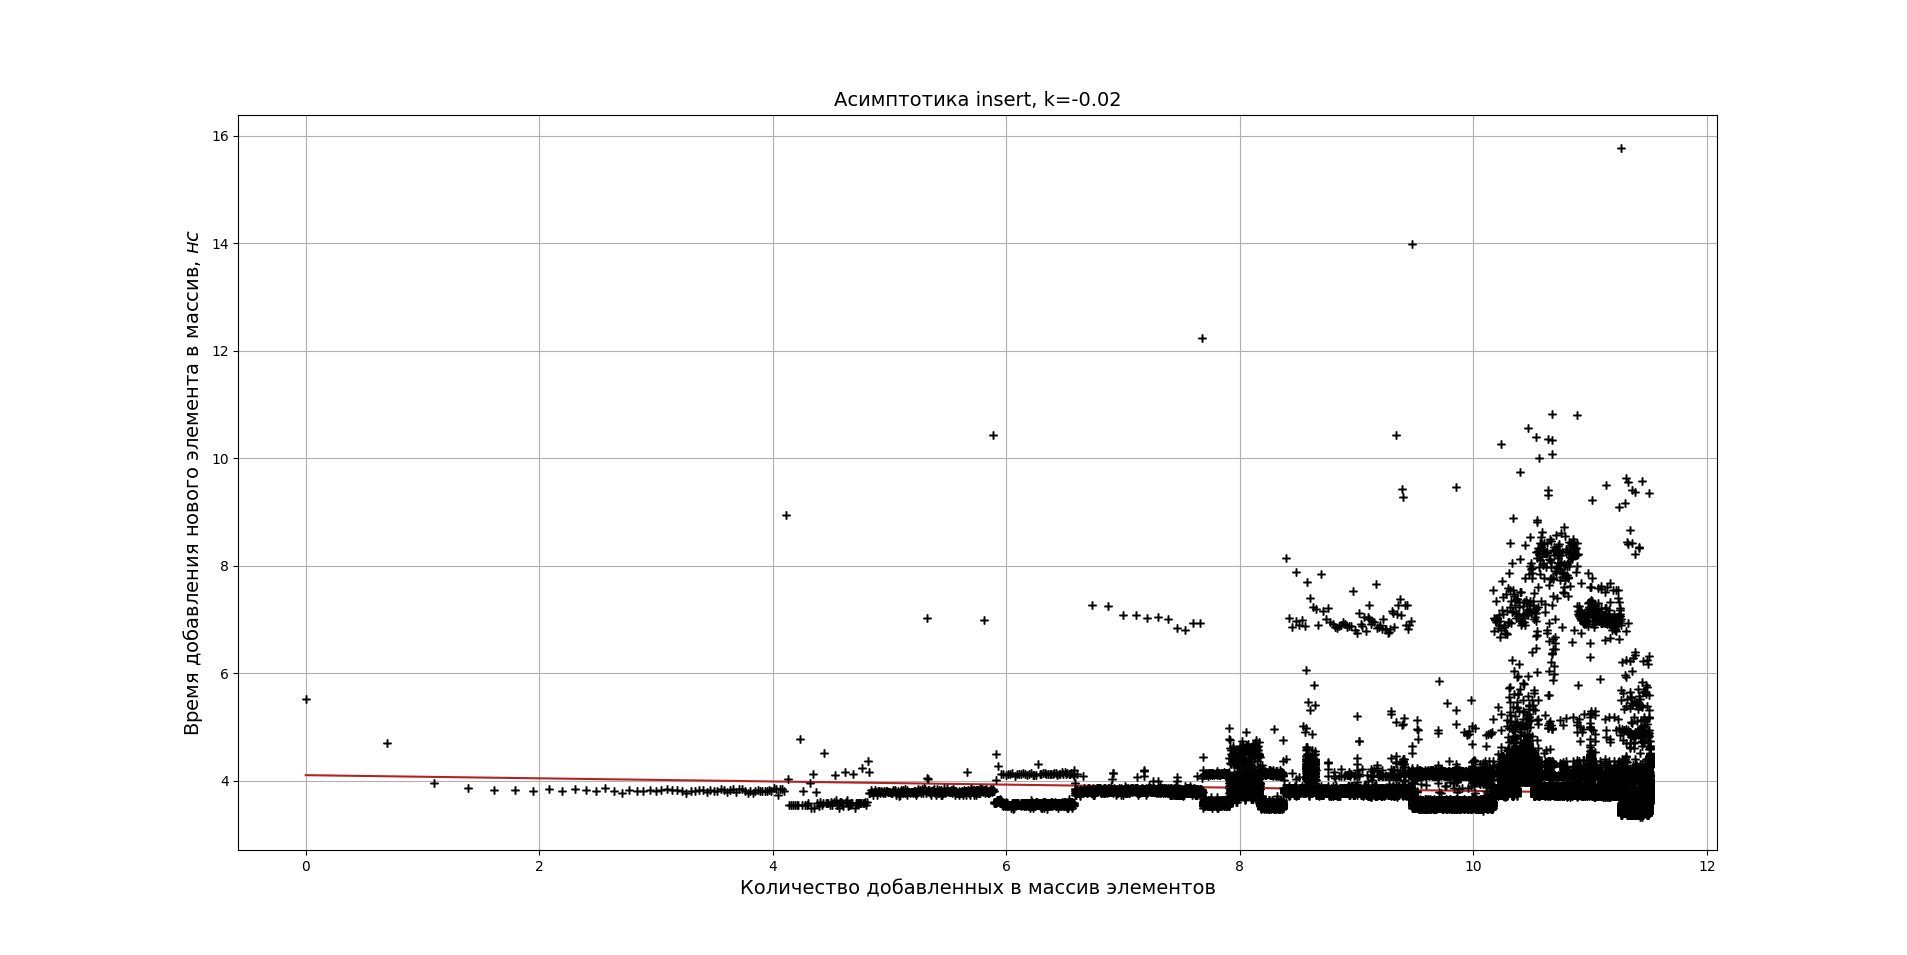 Асимптотика insert, k=-0.02
Время добавления нового элемента в массив, нс
16
14
12
10
8
6
4
0 2 4 6 8 10 12
Количество добавленных в массив элементов